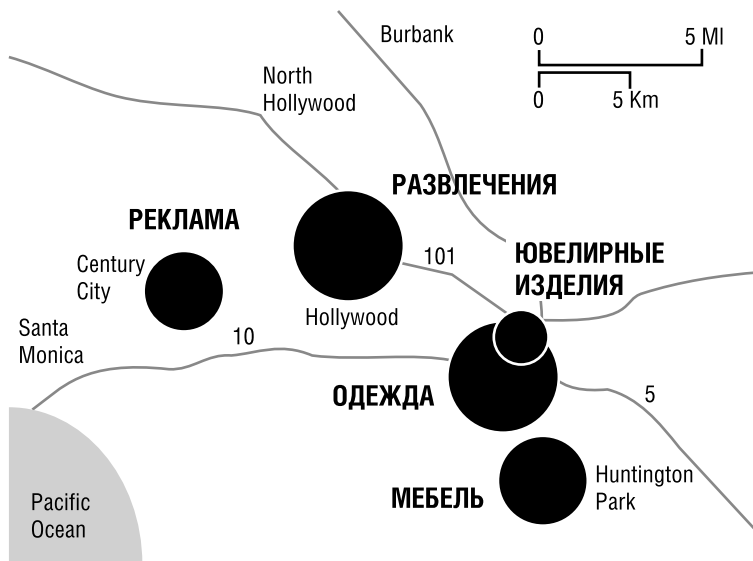 Burbank
0 5 MI
0 5 Km
North
Hollywood
РАЗВЛЕЧЕНИЯ
РЕКЛАМА
Century
City
101
ЮВЕЛИРНЫЕ
ИЗДЕЛИЯ
Hollywood
Santa
Monica
10
ОДЕЖДА
5
МЕБЕЛЬ
Huntington
Park
Pacific
Ocean